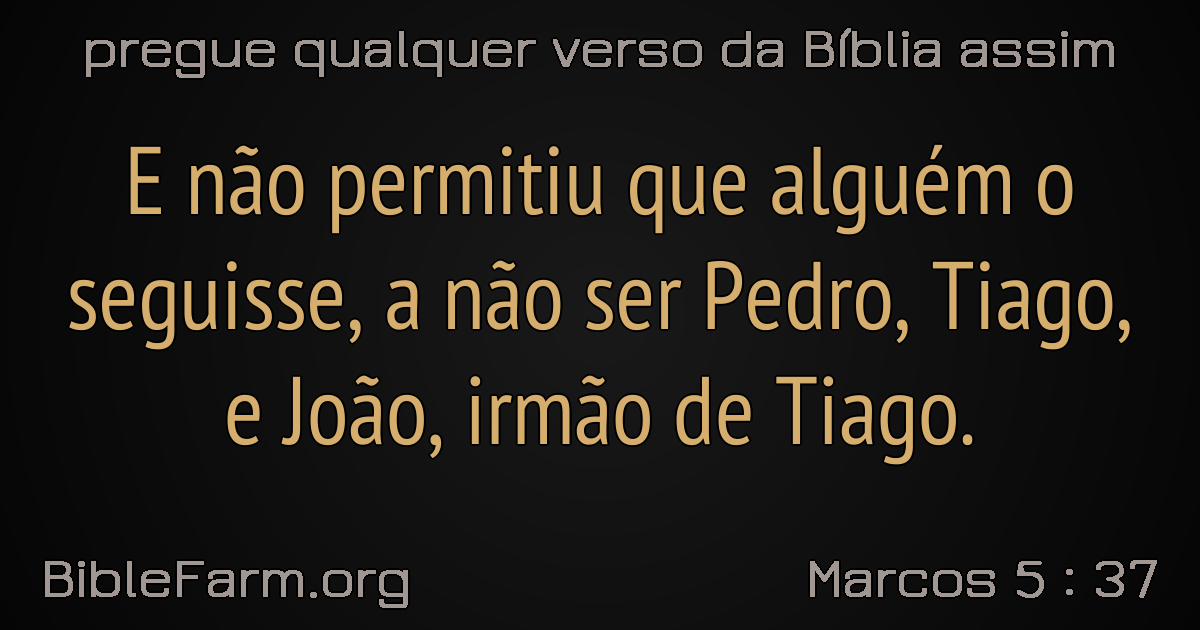 pregue qualquer verso da Bíblia assim
E não permitiu que alguém o
seguisse, a não ser Pedro, Tiago,
e João, irmão de Tiago.
BibleFarm.org
Marcos 5 : 37